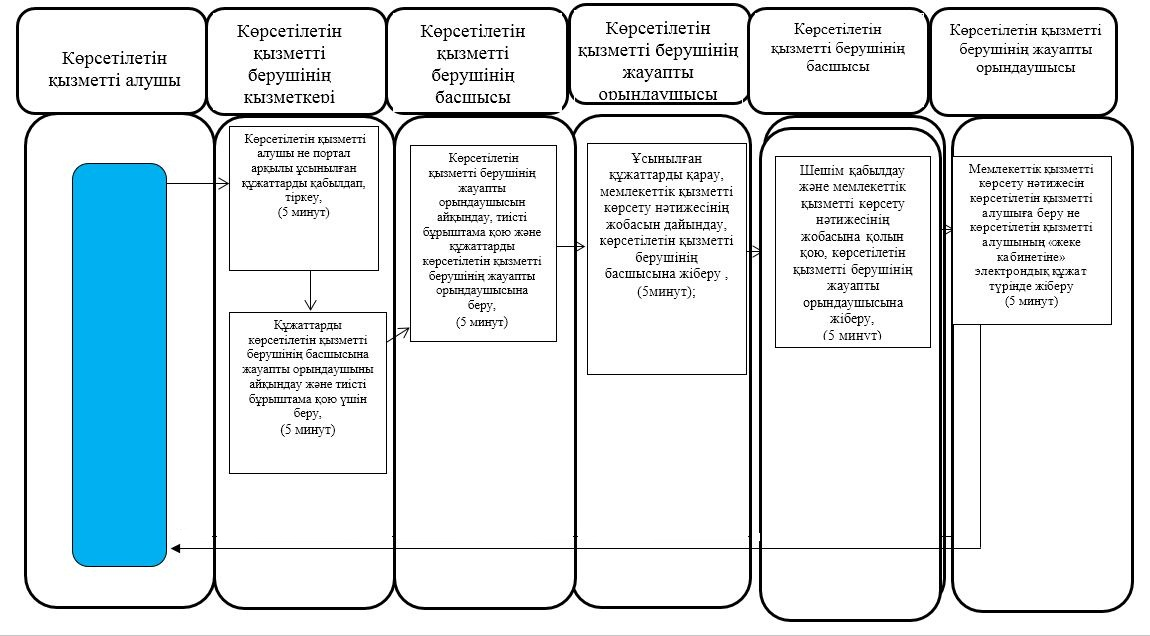 Көрсетілетін
қызметті алушы
Көрсетілетін
қызметті
берушінің
қызметкері
Көрсетілетін
қызметті
берушінің
басшысы
Көрсетілетін
қызметті берушінің
жауапты
орындаушысы
Көрсетілетін
қызметті берушінің
басшысы
Көрсетілетін қызметті
берушінің жауапты
орындаушысы
Көрсетілетін қызметті
алушы не портал
арқылы ұсынылған
құжаттарды қабылдап,
тіркеу,
(5 минут)
Құжаттарды
көрсетілетін қызметті
берушінің басшысына
жауапты орындаушыны
айқындау және тиісті
бұрыштама қою үшін
беру,
(5 минут)
Көрсетілетін
қызметті берушінің
жауапты
орындаушысын
айқындау, тиісті
бұрыштама қою және
құжаттарды
көрсетілетін қызметті
берушінің жауапты
орындаушысына
беру,
(5 минут)
Ұсынылған
құжаттарды қарау,
мемлекеттік қызметті
көрсету нәтижесінің
жобасын дайындау,
көрсетілетін қызметті
берушінің
басшысына жіберу ,
(5минут);
Шешім қабылдау
және мемлекеттік
қызметті көрсету
нәтижесінің
жобасына қолын
қою, көрсетілетін
қызметті берушінің
жауапты
орындаушысына
жіберу,
(5 минут)
Мемлекеттік қызметті
көрсету нәтижесін
көрсетілетін қызметті
алушыға беру не
көрсетілетін қызметті
алушының «жеке
кабинетіне»
электрондық құжат
түрінде жіберу
(5 минут)